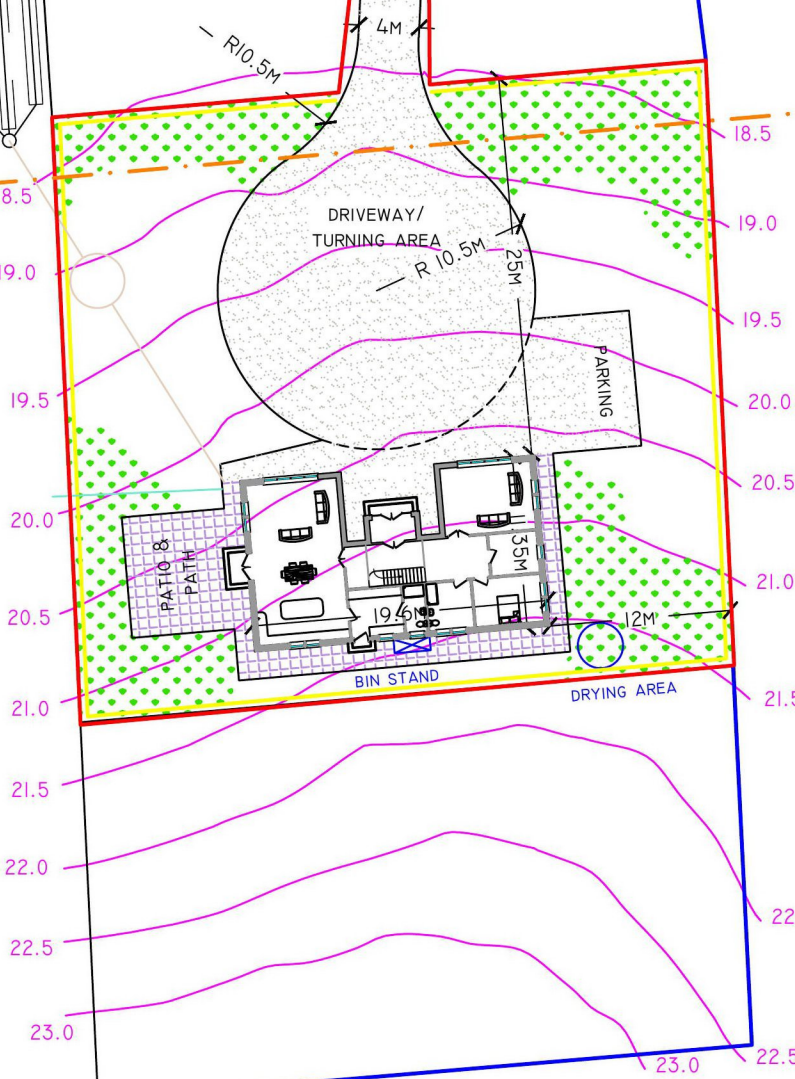 4M
R10.5M
18.5
8.5
DRIVEWAY/
TURNING AREA
R 10.5M
25M
19.0
19.0
19.5
19.5
20.0
PARKING
20.5
20.0
PATIO &
PATH
20.5
35M
21.0
19.6M
12M
BIN STAND
DRYING AREA
21.0
21.5
21.5
22.0
22
22.5
23.0
23.0
22.5